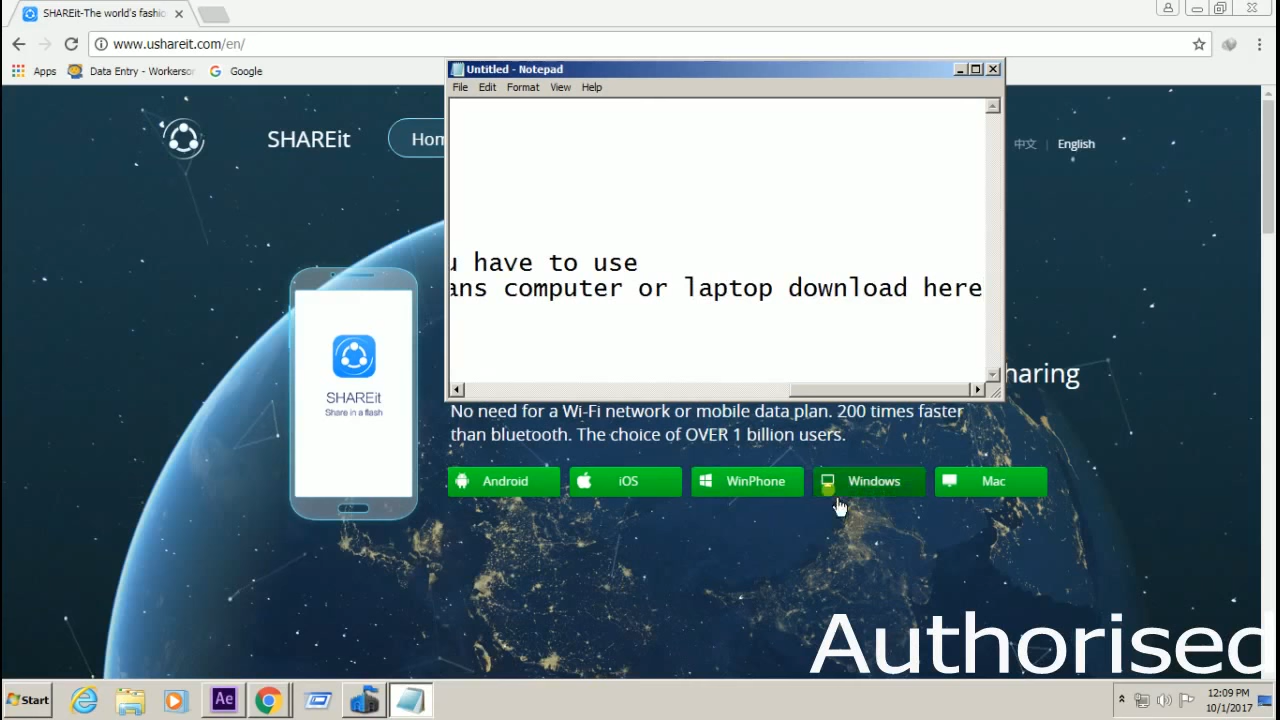 SHAREit-The world's fashio
www.ushareit.com/en/
Apps
Data Entry - Workersor
Google
Untitled - Notepad
File Edit Format View Help
SHAREit
Hom
中文 | English
u have to use
ans computer or laptop download here
SHAREit
Share in a flash
haring
No need for a Wi-Fi network or mobile data plan. 200 times faster
than bluetooth. The choice of OVER 1 billion users.
Android
iOS
WinPhone
Windows
Mac
Authorised
Start
Ae
12:09 PM
10/1/2017